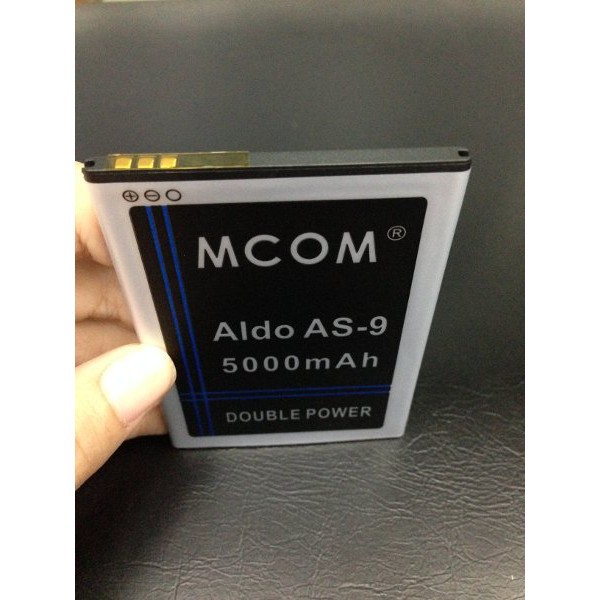 ⊕⊖○
MCOM®
Aldo AS-9
5000mAh
DOUBLE POWER